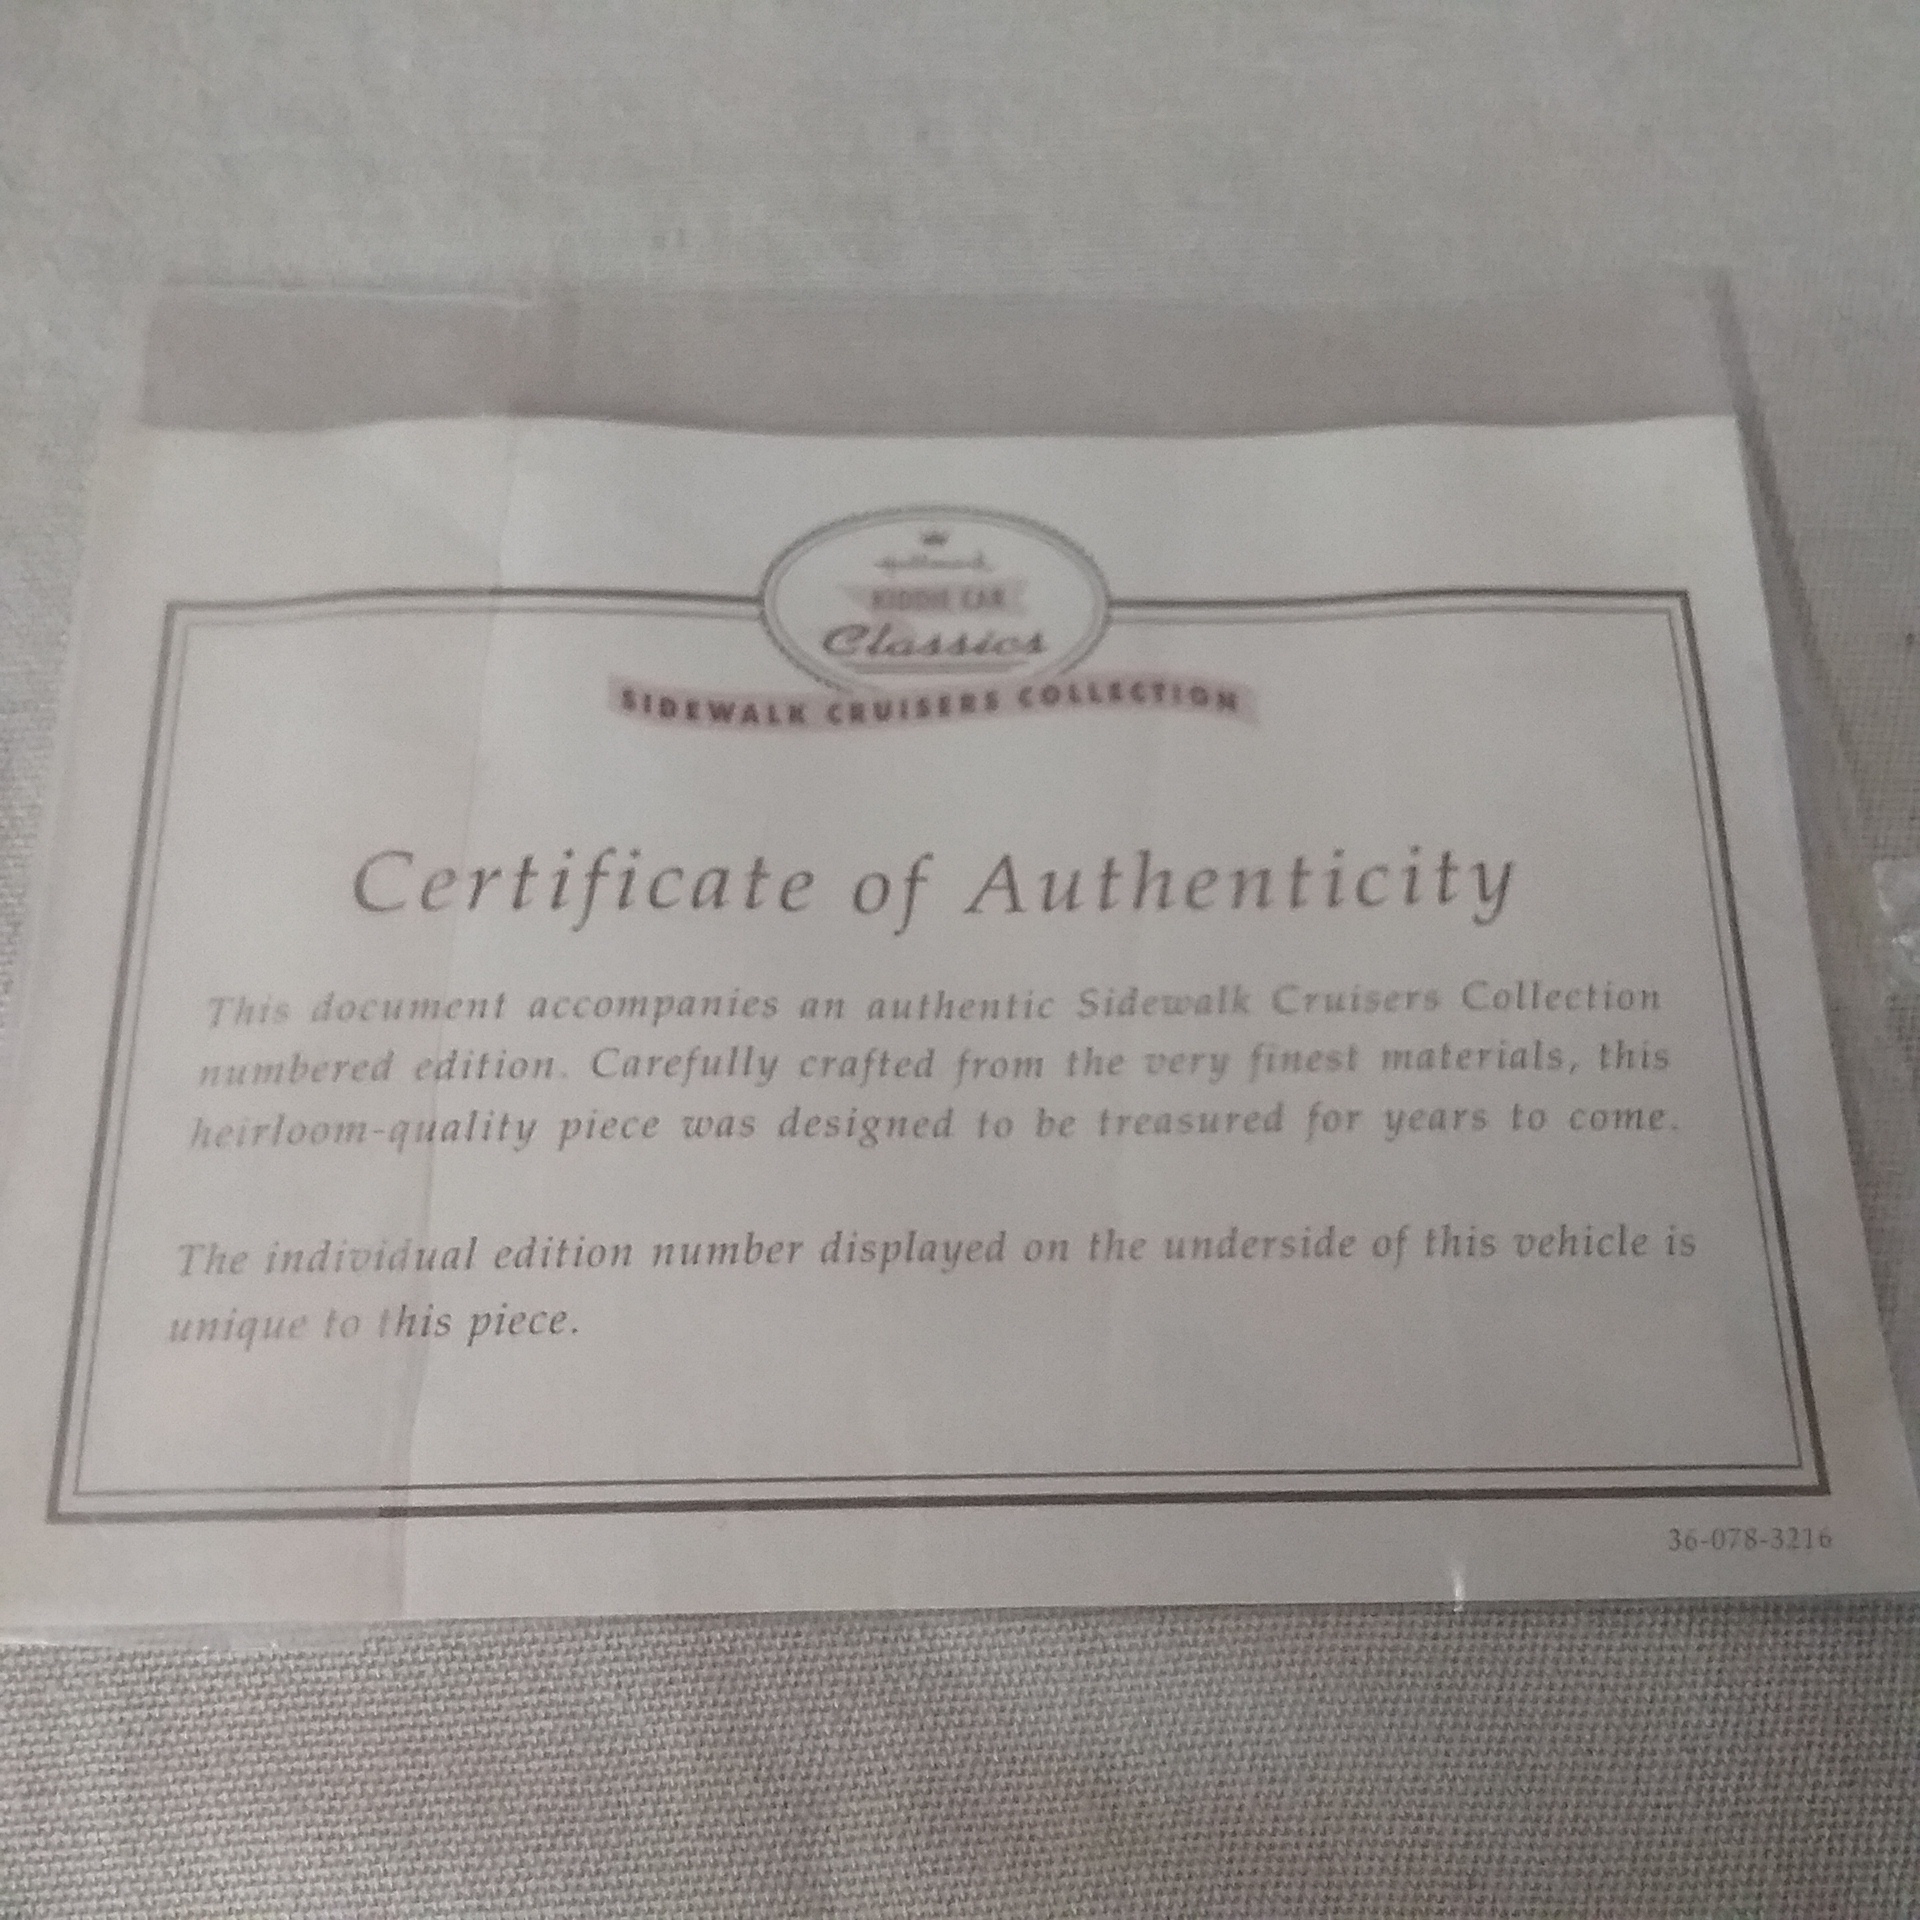 Hallmark
KIDDIE CAR
Classics
SIDEWALK CRUISERS COLLECTION
Certificate of Authenticity
This document accompanies an authentic Sidewalk Cruisers Collection
numbered edition. Carefully crafted from the very finest materials, this
heirloom-quality piece was designed to be treasured for years to come.
The individual edition number displayed on the underside of this vehicle is
unique to this piece.
36-078-3216